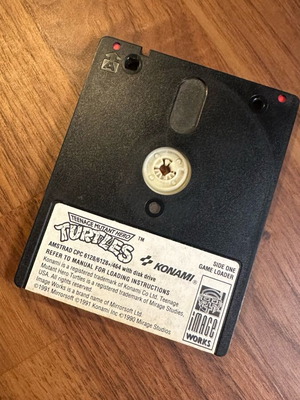 A
TEENAGE MUTANT HERO
TURTLES TM
KONAMI®
SIDE ONE
GAME LOADER
AMSTRAD CPC 6128/6128+/464 with disk drive
REFER TO MANUAL FOR LOADING INSTRUCTIONS
Konami is a registered trademark of Konami Co Ltd. Teenage
Mutant Hero Turtles is a registered trademark of Mirage Studios,
USA. All rights reserved.
Image Works is a brand name of Mirrorsoft Ltd.
©1991 Mirrorsoft ©1991 Konami Inc ©1990 Mirage Studios.
IMAGE
WORKS